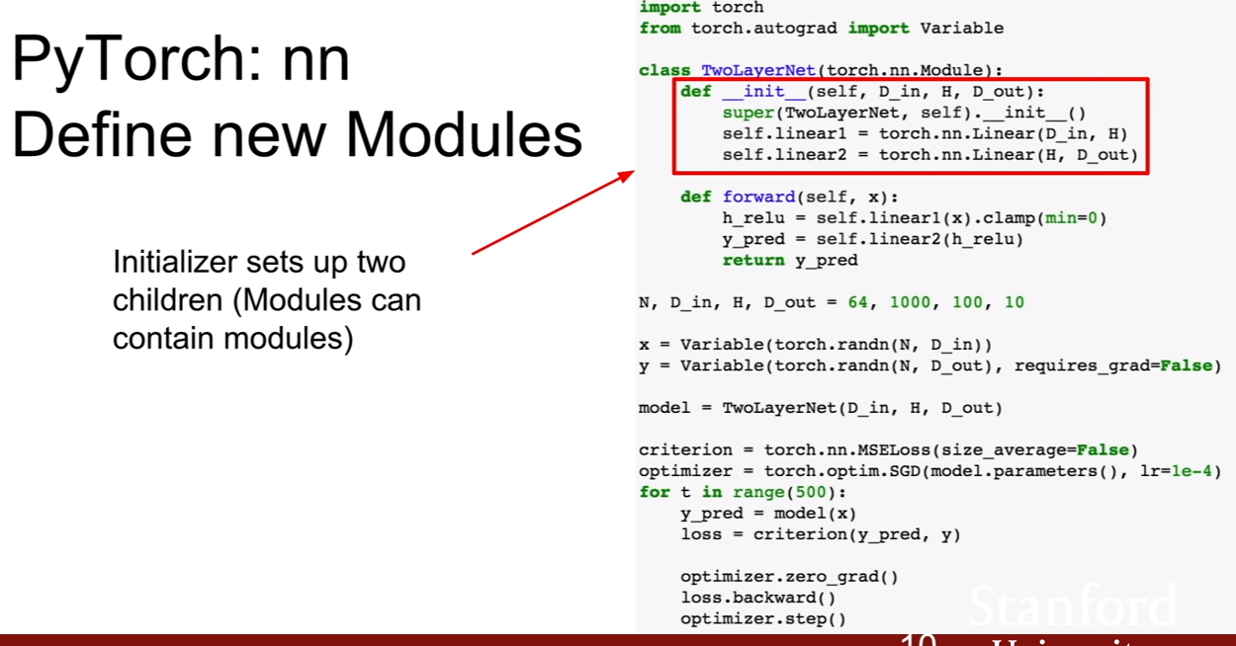 PyTorch: nn
Define new Modules
Initializer sets up two
children (Modules can
contain modules)
import torch
from torch.autograd import Variable
class TwoLayerNet(torch.nn.Module):
    def __init__(self, D_in, H, D_out):
        super(TwoLayerNet, self).__init__()
        self.linear1 = torch.nn.Linear(D_in, H)
        self.linear2 = torch.nn.Linear(H, D_out)
    def forward(self, x):
        h_relu = self.linear1(x).clamp(min=0)
        y_pred = self.linear2(h_relu)
        return y_pred
N, D_in, H, D_out = 64, 1000, 100, 10
x = Variable(torch.randn(N, D_in))
y = Variable(torch.randn(N, D_out), requires_grad=False)
model = TwoLayerNet(D_in, H, D_out)
criterion = torch.nn.MSELoss(size_average=False)
optimizer = torch.optim.SGD(model.parameters(), lr=1e-4)
for t in range(500):
    y_pred = model(x)
    loss = criterion(y_pred, y)
    optimizer.zero_grad()
    loss.backward()
    optimizer.step()
Stanford